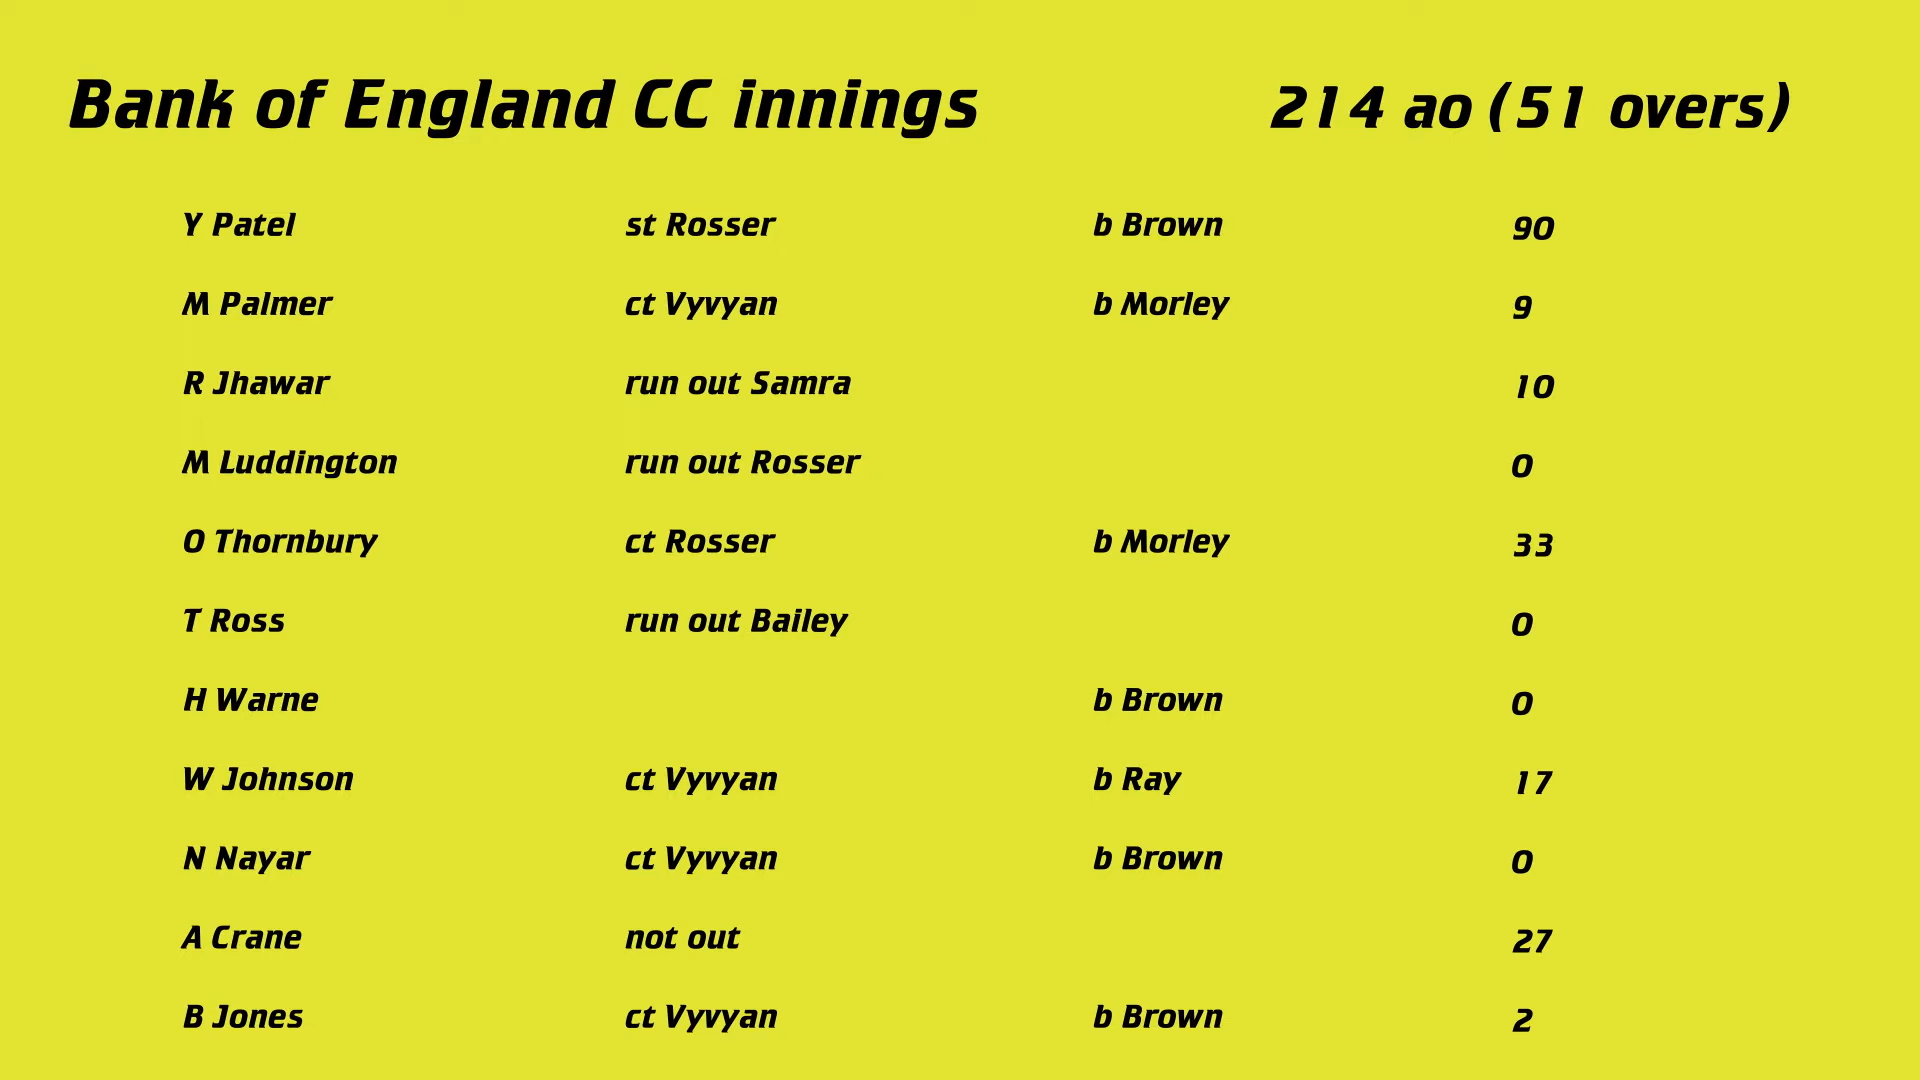 Bank of England CC innings 214 ao (51 overs)
Y Patel st Rosser b Brown 90
M Palmer ct Vyvyan b Morley 9
R Jhawar run out Samra 10
M Luddington run out Rosser 0
O Thornbury ct Rosser b Morley 33
T Ross run out Bailey 0
H Warne b Brown 0
W Johnson ct Vyvyan b Ray 17
N Nayar ct Vyvyan b Brown 0
A Crane not out 27
B Jones ct Vyvyan b Brown 2